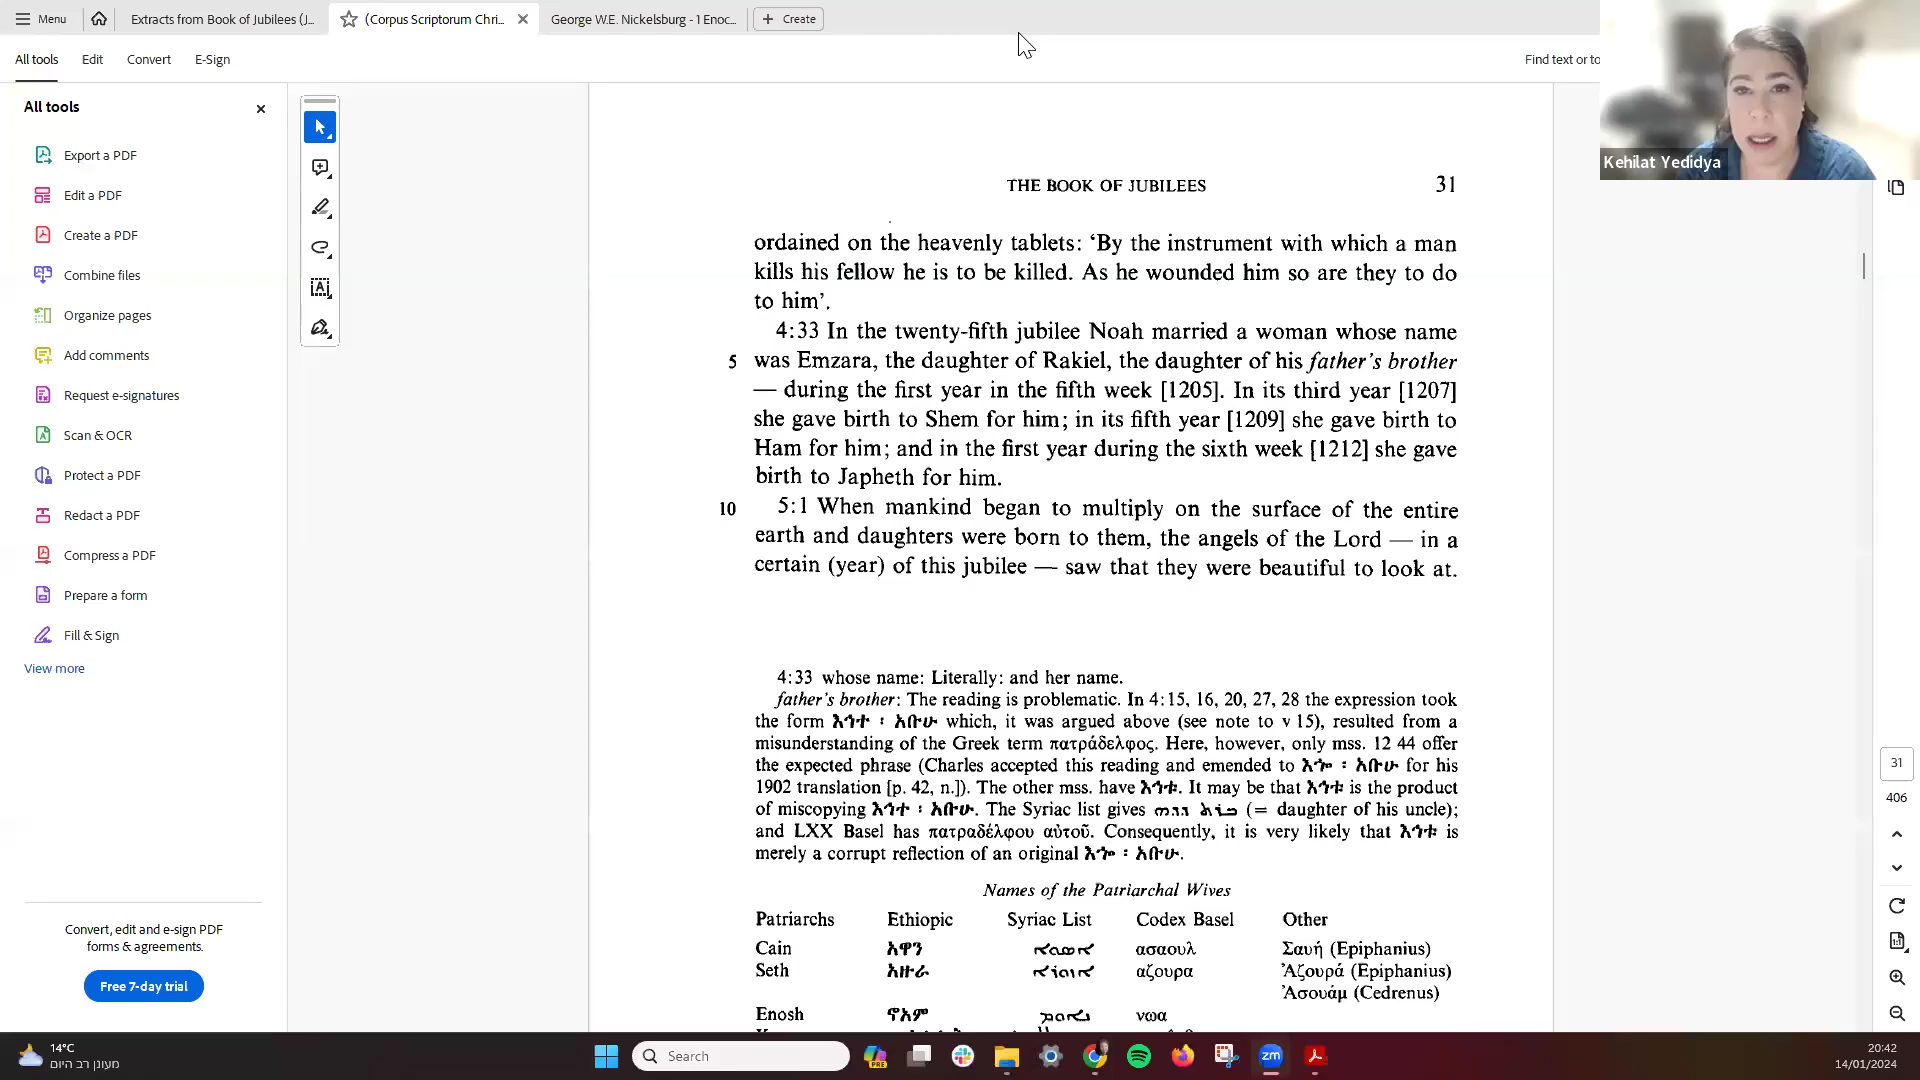 Menu
Extracts from Book of Jubilees (J...
(Corpus Scriptorum Chri...
George W.E. Nickelsburg - 1 Enoc...
Create
All tools
Edit
Convert
E-Sign
Find text or to
Kehilat Yedidya
All tools
Export a PDF
Edit a PDF
Create a PDF
Combine files
Organize pages
Add comments
Request e-signatures
Scan & OCR
Protect a PDF
Redact a PDF
Compress a PDF
Prepare a form
Fill & Sign
View more
Convert, edit and e-sign PDF
forms & agreements.
Free 7-day trial
THE BOOK OF JUBILEES 31
ordained on the heavenly tablets: ‘By the instrument with which a man
kills his fellow he is to be killed. As he wounded him so are they to do
to him’.
4:33 In the twenty-fifth jubilee Noah married a woman whose name
5 was Emzara, the daughter of Rakiel, the daughter of his father’s brother
— during the first year in the fifth week [1205]. In its third year [1207]
she gave birth to Shem for him; in its fifth year [1209] she gave birth to
Ham for him; and in the first year during the sixth week [1212] she gave
birth to Japheth for him.
10 5:1 When mankind began to multiply on the surface of the entire
earth and daughters were born to them, the angels of the Lord — in a
certain (year) of this jubilee — saw that they were beautiful to look at.
4:33 whose name: Literally: and her name.
father’s brother: The reading is problematic. In 4:15, 16, 20, 27, 28 the expression took
the form እኅተ ፡ አቡሁ which, it was argued above (see note to v 15), resulted from a
misunderstanding of the Greek term πατράδελφος. Here, however, only mss. 12 44 offer
the expected phrase (Charles accepted this reading and emended to እኍ ፡ አቡሁ for his
1902 translation [p. 42, n.]). The other mss. have እኅቱ. It may be that እኅቱ is the product
of miscopying እኅተ ፡ አቡሁ. The Syriac list gives ܒܪܬ ܕܕܗ (= daughter of his uncle);
and LXX Basel has πατραδέλφου αὐτοῦ. Consequently, it is very likely that እኅቱ is
merely a corrupt reflection of an original እኍ ፡ አቡሁ.
Names of the Patriarchal Wives
Patriarchs Ethiopic Syriac List Codex Basel Other
Cain አዋን ασαουλ Σαυή (Epiphanius)
Seth አዙራ ܐܙܘܪܐ αζουρα Ἀζουρά (Epiphanius)
Ἀσουάμ (Cedrenus)
Enosh ኖአም νωα
31
406
14°C
מעונן רב היום
Search
20:42
14/01/2024